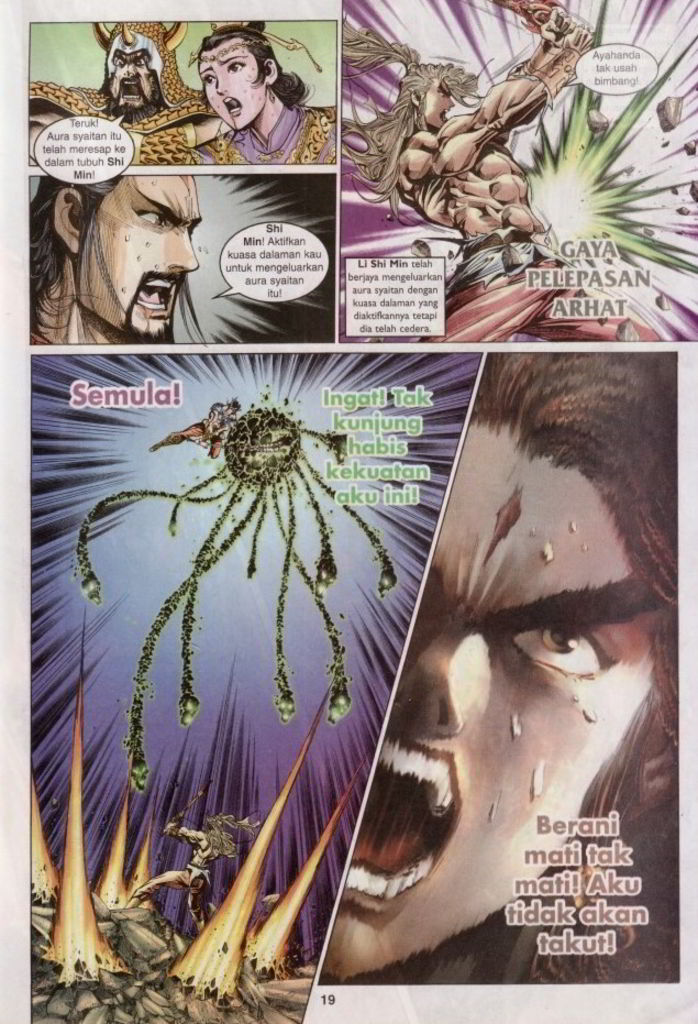 Teruk!
Aura syaitan itu
telah meresap ke
dalam tubuh Shi
Min!
Shi
Min! Aktifkan
kuasa dalaman kau
untuk mengeluarkan
aura syaitan
itu!
Ayahanda
tak usah
bimbang!
GAYA
PELEPASAN
ARHAT
Li Shi Min telah
berjaya mengeluarkan
aura syaitan dengan
kuasa dalaman yang
diaktifkannya tetapi
dia telah cedera.
Semula!
Ingat! Tak
kunjung
habis
kekuatan
aku ini!
Berani
mati tak
mati! Aku
tidak akan
takut!
19